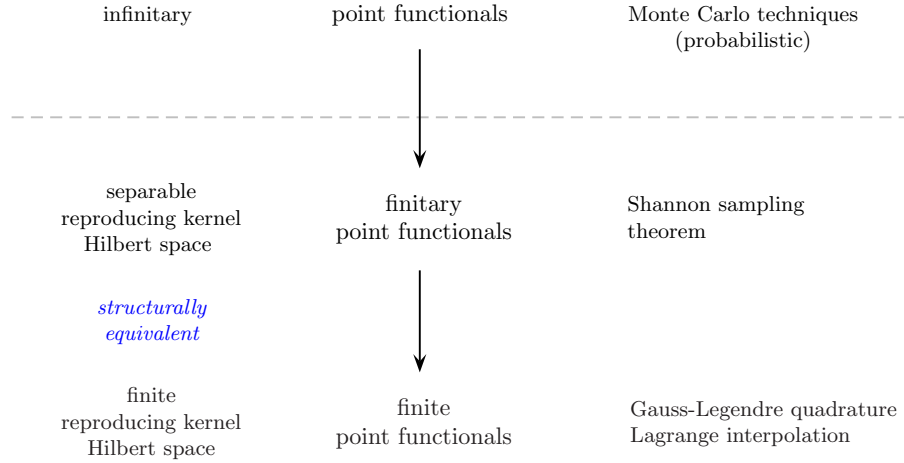 infinitary
point functionals
Monte Carlo techniques
(probabilistic)
separable
reproducing kernel
Hilbert space
finitary
point functionals
Shannon sampling
theorem
structurally
equivalent
finite
reproducing kernel
Hilbert space
finite
point functionals
Gauss-Legendre quadrature
Lagrange interpolation